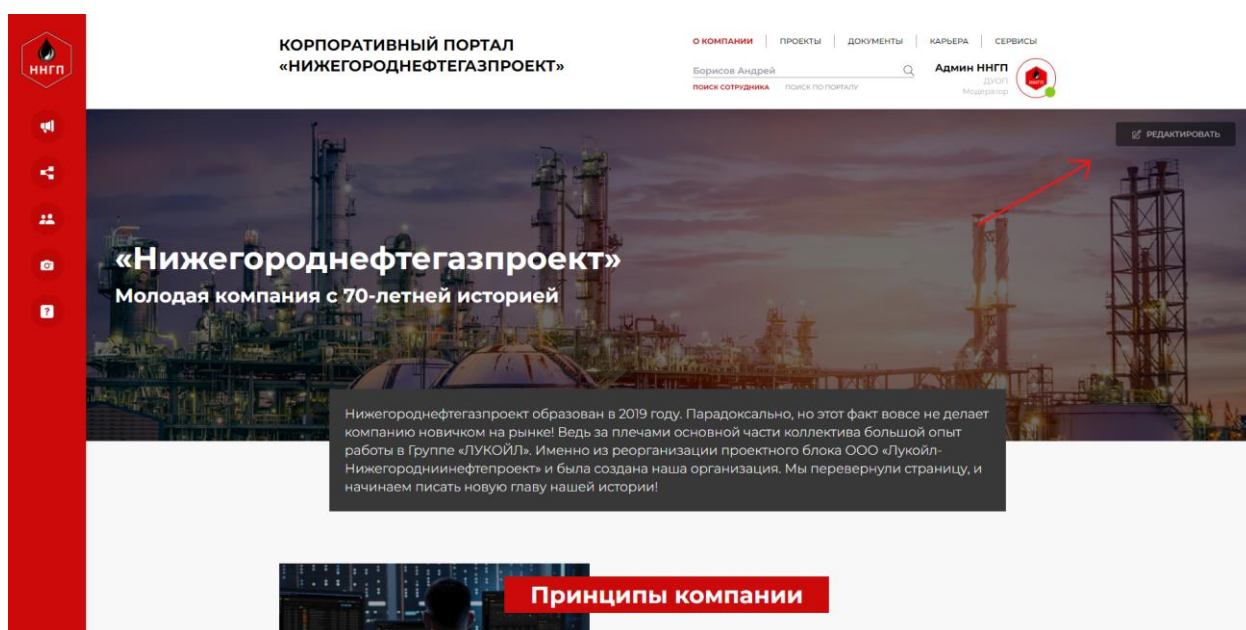 ННГП
КОРПОРАТИВНЫЙ ПОРТАЛ
«НИЖЕГОРОДНЕФТЕГАЗПРОЕКТ»
О КОМПАНИИ ПРОЕКТЫ ДОКУМЕНТЫ КАРЬЕРА СЕРВИСЫ
Борисов Андрей
ПОИСК СОТРУДНИКА ПОИСК ПО ПОРТАЛУ
Админ ННГП
ДУОП
Модератор
ННГП
РЕДАКТИРОВАТЬ
«Нижегороднефтегазпроект»
Молодая компания с 70-летней историей
Нижегороднефтегазпроект образован в 2019 году. Парадоксально, но этот факт вовсе не делает
компанию новичком на рынке! Ведь за плечами основной части коллектива большой опыт
работы в Группе «ЛУКОЙЛ». Именно из реорганизации проектного блока ООО «Лукойл-
Нижегородниинефтепроект» и была создана наша организация. Мы перевернули страницу, и
начинаем писать новую главу нашей истории!
Принципы компании